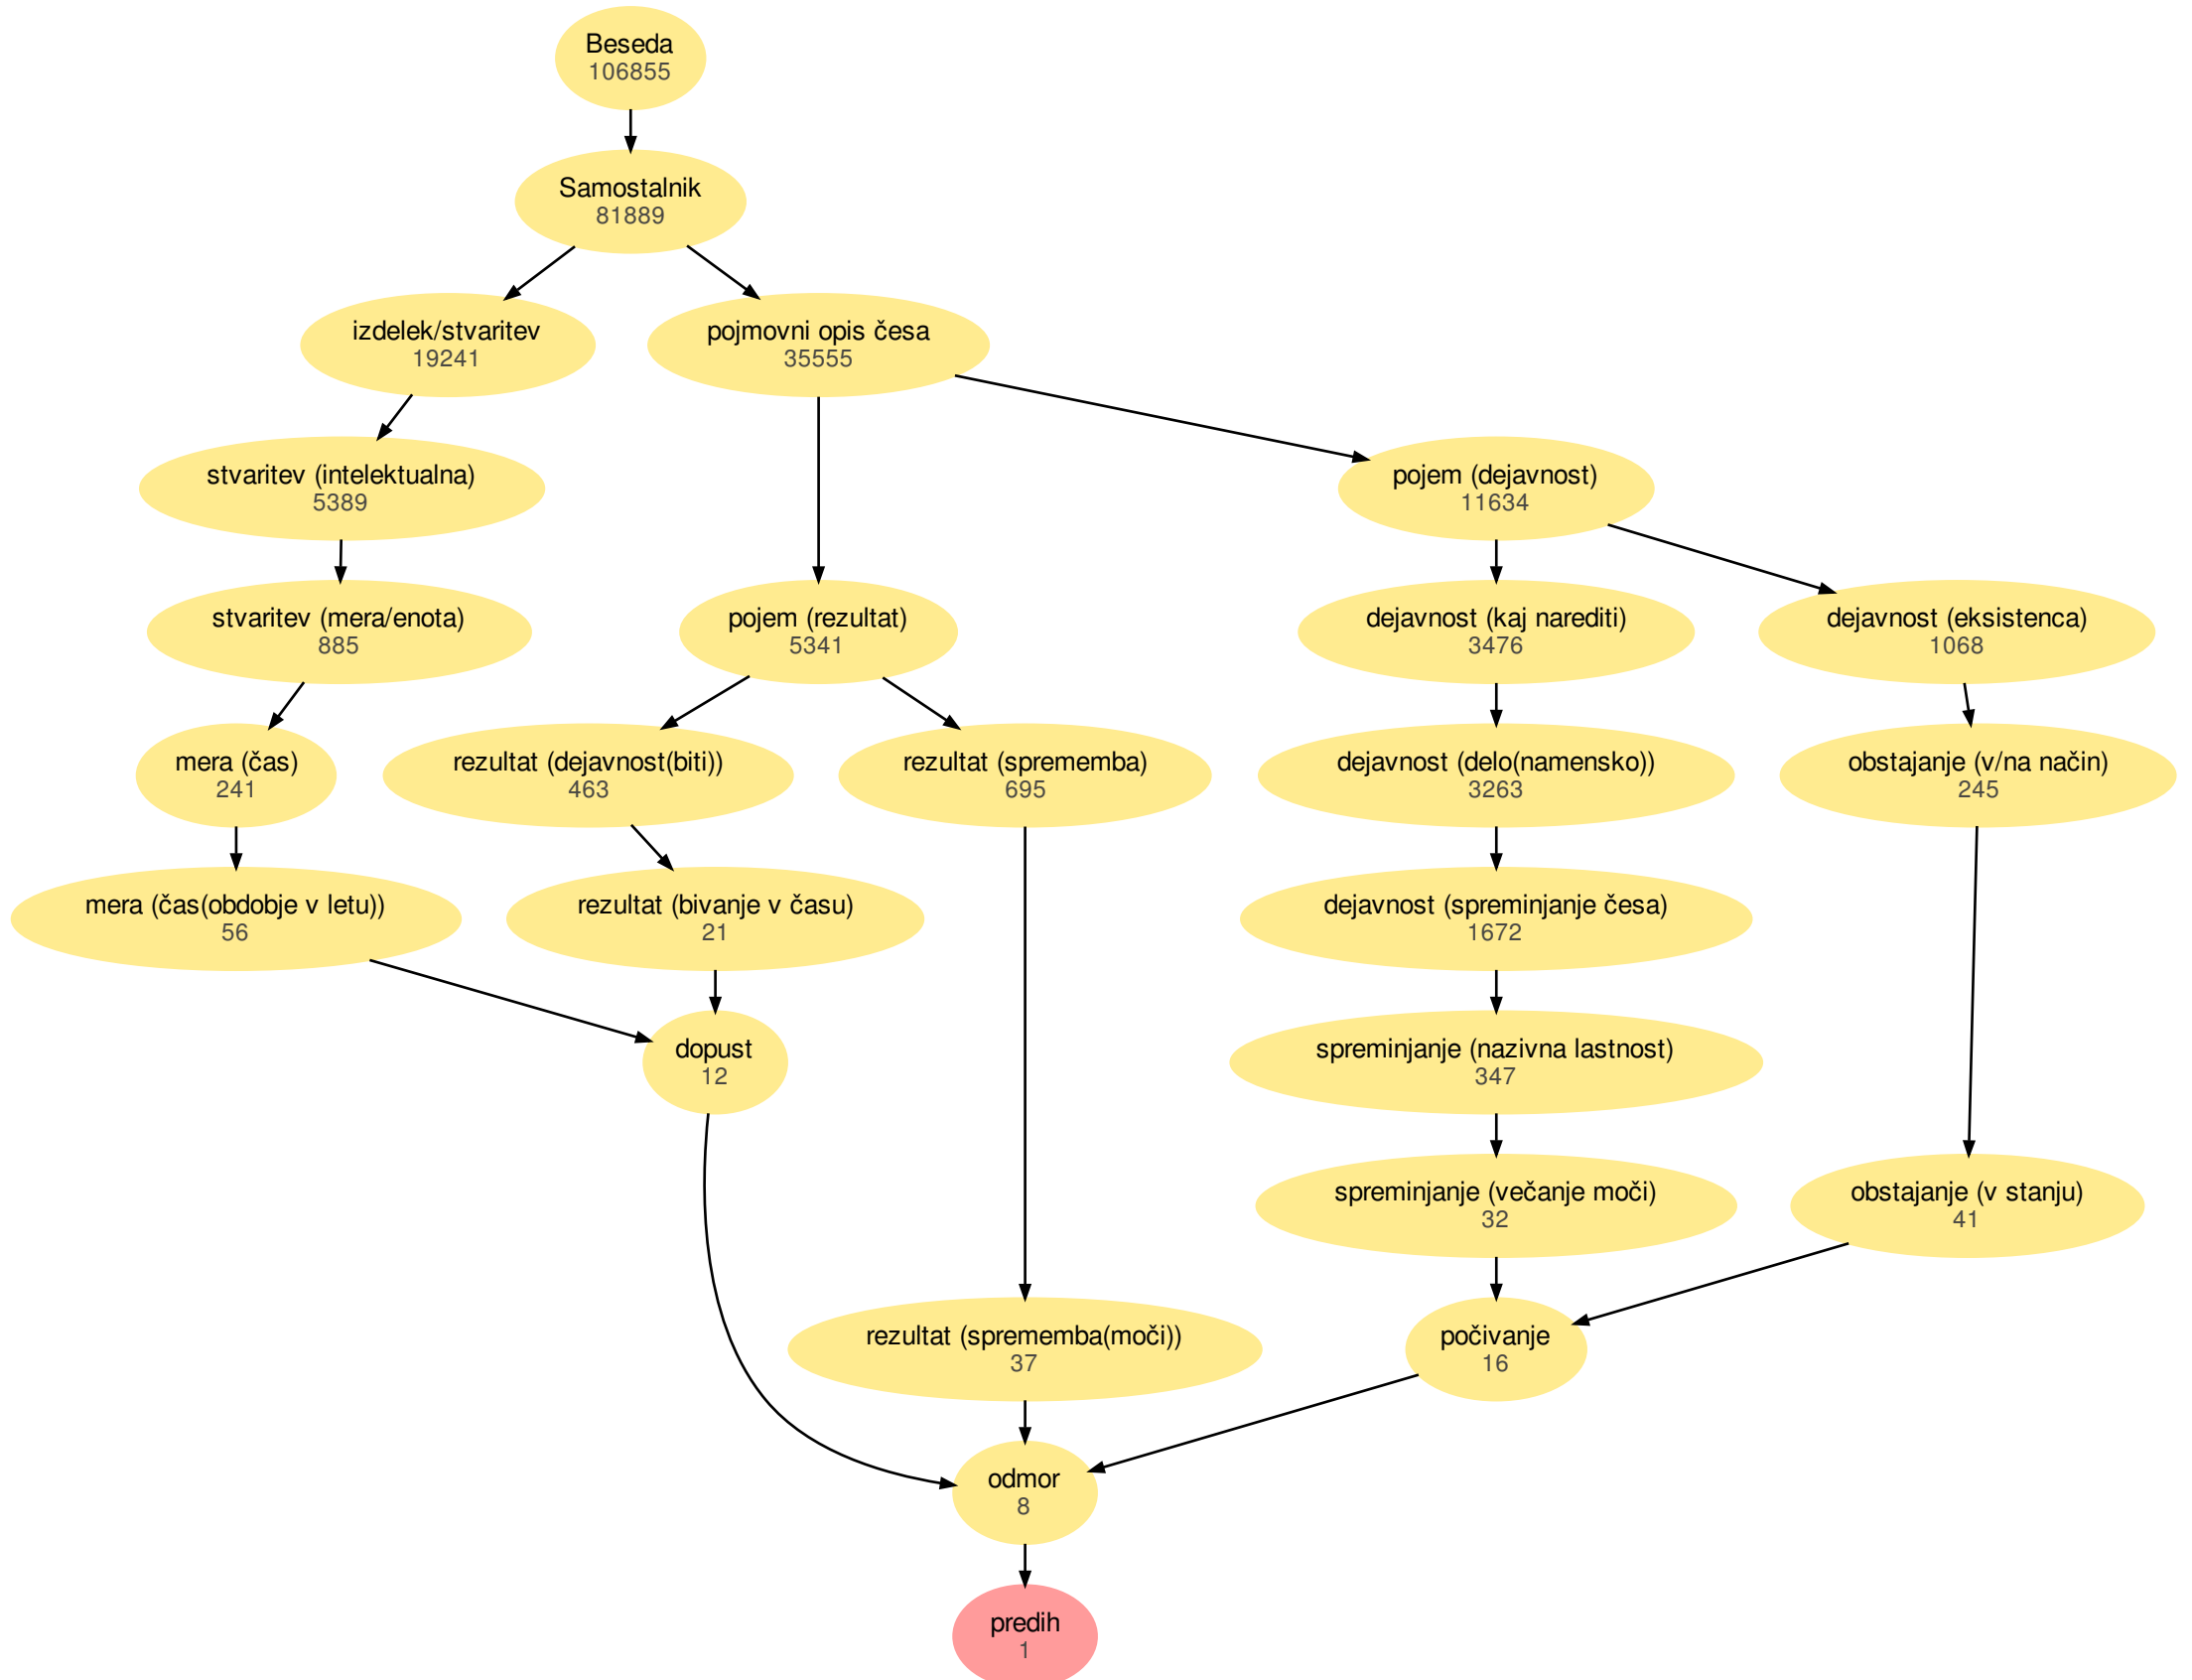 Beseda
106855
Samostalnik
81889
izdelek/stvaritev
19241
pojmovni opis česa
35555
stvaritev (intelektualna)
5389
pojem (dejavnost)
11634
stvaritev (mera/enota)
885
pojem (rezultat)
5341
dejavnost (kaj narediti)
3476
dejavnost (eksistenca)
1068
mera (čas)
241
rezultat (dejavnost(biti))
463
rezultat (sprememba)
695
dejavnost (delo(namensko))
3263
obstajanje (v/na način)
245
mera (čas(obdobje v letu))
56
rezultat (bivanje v času)
21
dejavnost (spreminjanje česa)
1672
dopust
12
spreminjanje (nazivna lastnost)
347
spreminjanje (večanje moči)
32
obstajanje (v stanju)
41
rezultat (sprememba(moči))
37
počivanje
16
odmor
8
predih
1